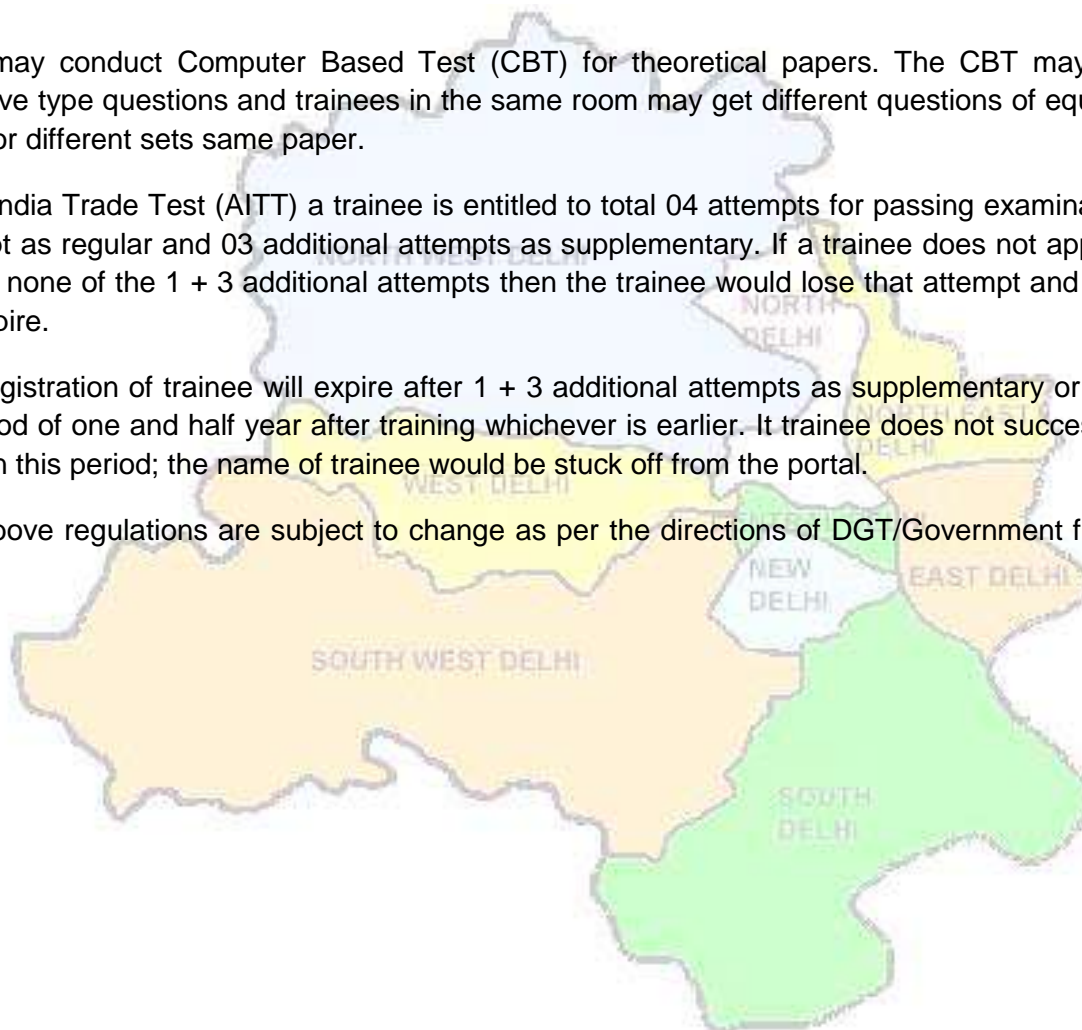 may conduct Computer Based Test (CBT) for theoretical papers. The CBT may
ve type questions and trainees in the same room may get different questions of equ
or different sets same paper.
ndia Trade Test (AITT) a trainee is entitled to total 04 attempts for passing examina
ot as regular and 03 additional attempts as supplementary. If a trainee does not app
none of the 1 + 3 additional attempts then the trainee would lose that attempt and
pire.
gistration of trainee will expire after 1 + 3 additional attempts as supplementary or
od of one and half year after training whichever is earlier. It trainee does not succes
n this period; the name of trainee would be stuck off from the portal.
bove regulations are subject to change as per the directions of DGT/Government f
NORTH WEST DELHI
NORTH
DELHI
NORTH EAST
DELHI
WEST DELHI
NEW
DELHI
EAST DELHI
SOUTH WEST DELHI
SOUTH
DELHI